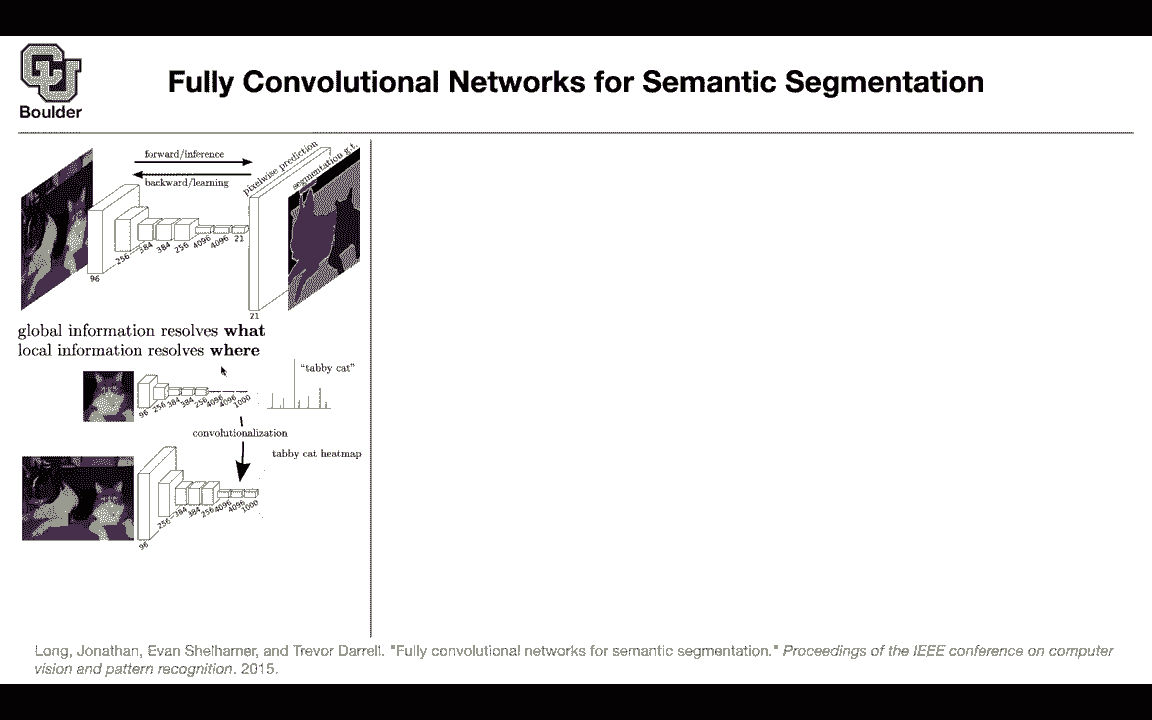 Boulder
Fully Convolutional Networks for Semantic Segmentation
forward/inference
backward/learning
pixelwise prediction
segmentation g.t.
96
256
384
384
256
4096
4096
21
21
global information resolves what
local information resolves where
"tabby cat"
96
256
384
384
256
4096
4096
1000
convolutionalization
tabby cat heatmap
96
256
384
384
256
4096
4096
1000
Long, Jonathan, Evan Shelhamer, and Trevor Darrell. "Fully convolutional networks for semantic segmentation." Proceedings of the IEEE conference on computer
vision and pattern recognition. 2015.